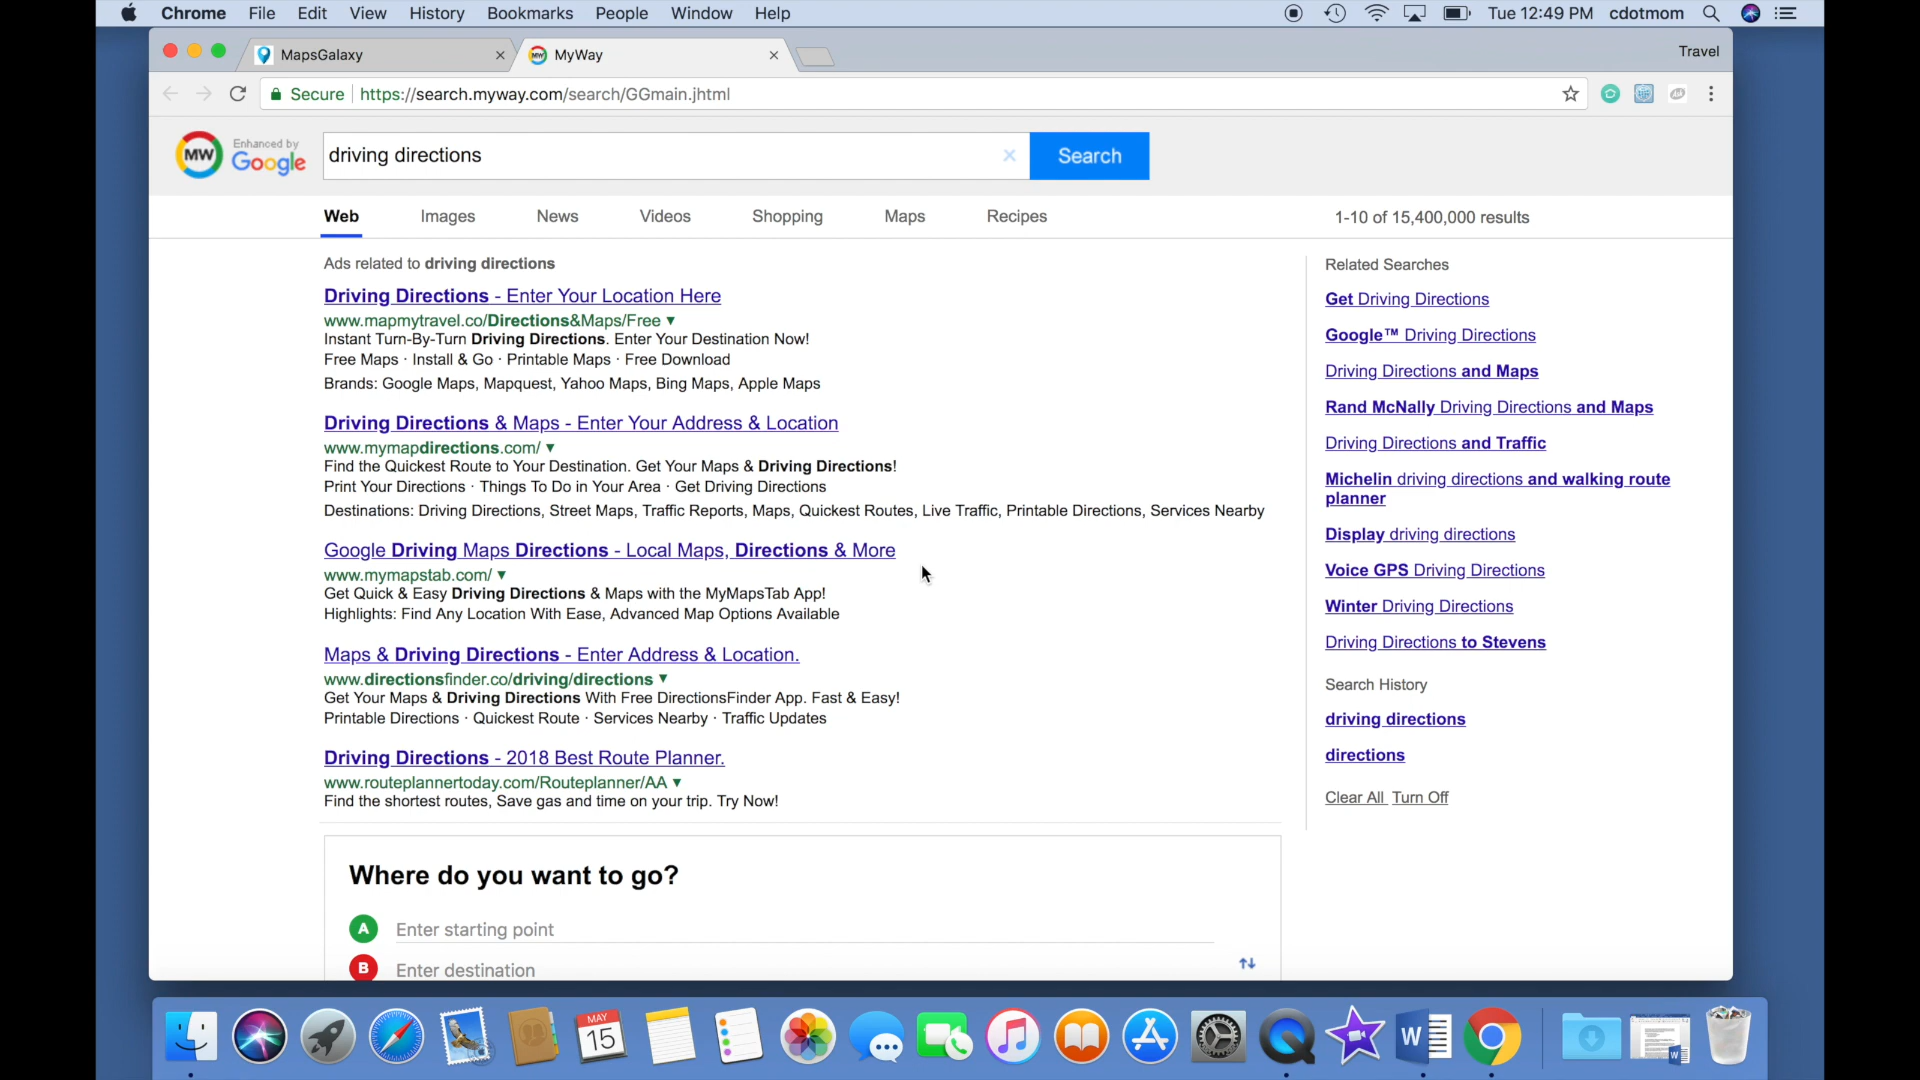 Chrome File Edit View History Bookmarks People Window Help
Tue 12:49 PM cdotmom
MapsGalaxy
MyWay
Travel
Secure https://search.myway.com/search/GGmain.jhtml
MW Enhanced by Google
driving directions
Search
Web Images News Videos Shopping Maps Recipes
1-10 of 15,400,000 results
Ads related to driving directions
Driving Directions - Enter Your Location Here
www.mapmytravel.co/Directions&Maps/Free ▼
Instant Turn-By-Turn Driving Directions. Enter Your Destination Now!
Free Maps · Install & Go · Printable Maps · Free Download
Brands: Google Maps, Mapquest, Yahoo Maps, Bing Maps, Apple Maps
Driving Directions & Maps - Enter Your Address & Location
www.mymapdirections.com/ ▼
Find the Quickest Route to Your Destination. Get Your Maps & Driving Directions!
Print Your Directions · Things To Do in Your Area · Get Driving Directions
Destinations: Driving Directions, Street Maps, Traffic Reports, Maps, Quickest Routes, Live Traffic, Printable Directions, Services Nearby
Google Driving Maps Directions - Local Maps, Directions & More
www.mymapstab.com/ ▼
Get Quick & Easy Driving Directions & Maps with the MyMapsTab App!
Highlights: Find Any Location With Ease, Advanced Map Options Available
Maps & Driving Directions - Enter Address & Location.
www.directionsfinder.co/driving/directions ▼
Get Your Maps & Driving Directions With Free DirectionsFinder App. Fast & Easy!
Printable Directions · Quickest Route · Services Nearby · Traffic Updates
Driving Directions - 2018 Best Route Planner.
www.routeplannertoday.com/Routeplanner/AA ▼
Find the shortest routes, Save gas and time on your trip. Try Now!
Where do you want to go?
A Enter starting point
B Enter destination
Related Searches
Get Driving Directions
Google™ Driving Directions
Driving Directions and Maps
Rand McNally Driving Directions and Maps
Driving Directions and Traffic
Michelin driving directions and walking route
planner
Display driving directions
Voice GPS Driving Directions
Winter Driving Directions
Driving Directions to Stevens
Search History
driving directions
directions
Clear All Turn Off
MAY
15
W
W